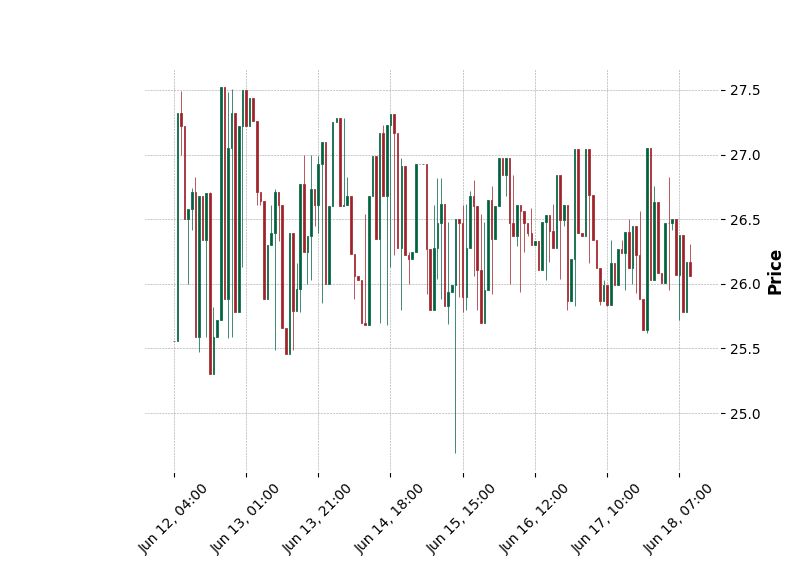 27.5
27.0
26.5
26.0
25.5
25.0
Price
Jun 12, 04:00
Jun 13, 01:00
Jun 13, 21:00
Jun 14, 18:00
Jun 15, 15:00
Jun 16, 12:00
Jun 17, 10:00
Jun 18, 07:00